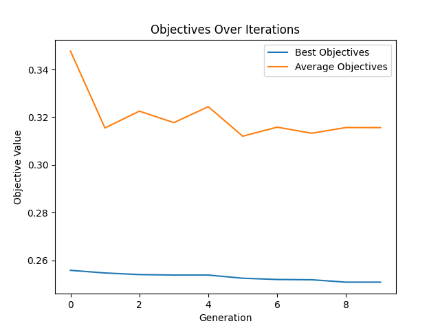 Objectives Over Iterations
Best Objectives
Average Objectives
Objective Value
0.34
0.32
0.30
0.28
0.26
0 2 4 6 8
Generation